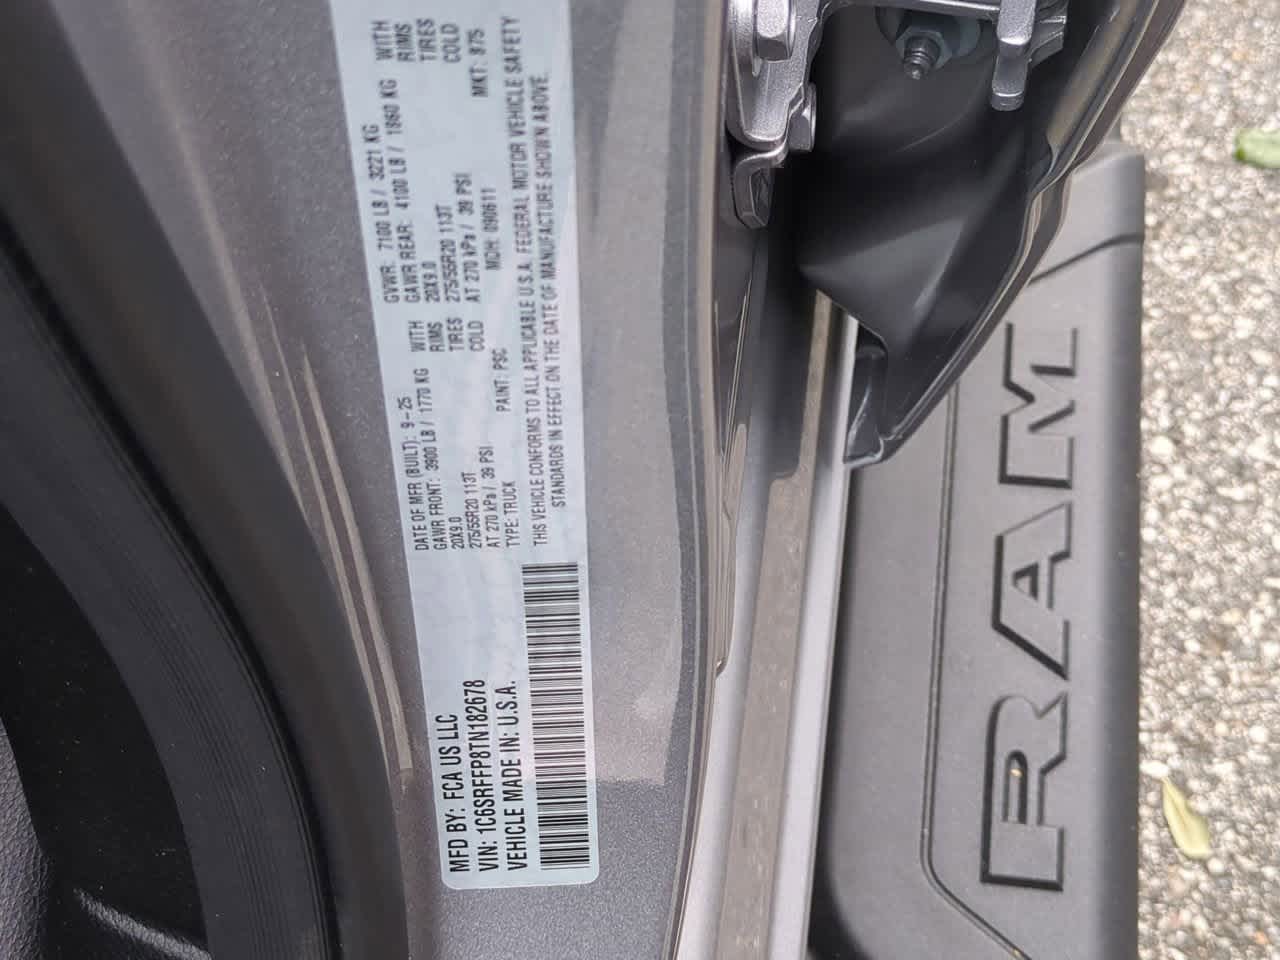 MFD BY: FCA US LLC
VIN: 1C6SRFFP8TN182678
VEHICLE MADE IN: U.S.A.
DATE OF MFR (BUILT): 9-25
GVWR: 7100 LB / 3221 KG
GAWR FRONT: 3900 LB / 1770 KG WITH
GAWR REAR: 4100 LB / 1860 KG WITH
20X9.0 RIMS
20X9.0 RIMS
275/55R20 113T TIRES
275/55R20 113T TIRES
AT 270 kPa / 39 PSI COLD
AT 270 kPa / 39 PSI COLD
TYPE: TRUCK PAINT: PSC MDH: 090611 MKT: 975
THIS VEHICLE CONFORMS TO ALL APPLICABLE U.S.A. FEDERAL MOTOR VEHICLE SAFETY
STANDARDS IN EFFECT ON THE DATE OF MANUFACTURE SHOWN ABOVE.
RAM